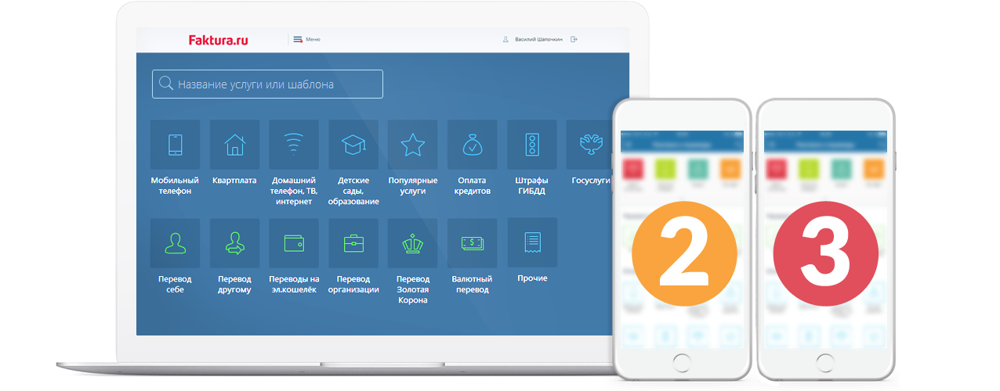 Faktura.ru
Меню
Василий Шапочкин
Название услуги или шаблона
Мобильный
телефон
Квартплата
Домашний
телефон, ТВ,
интернет
Детские
сады,
образование
Популярные
услуги
Оплата
кредитов
Штрафы
ГИБДД
Госуслуги
Перевод
себе
Перевод
другому
Переводы на
эл.кошелёк
Перевод
организации
Перевод
Золотая
Корона
Валютный
перевод
Прочие
2
3